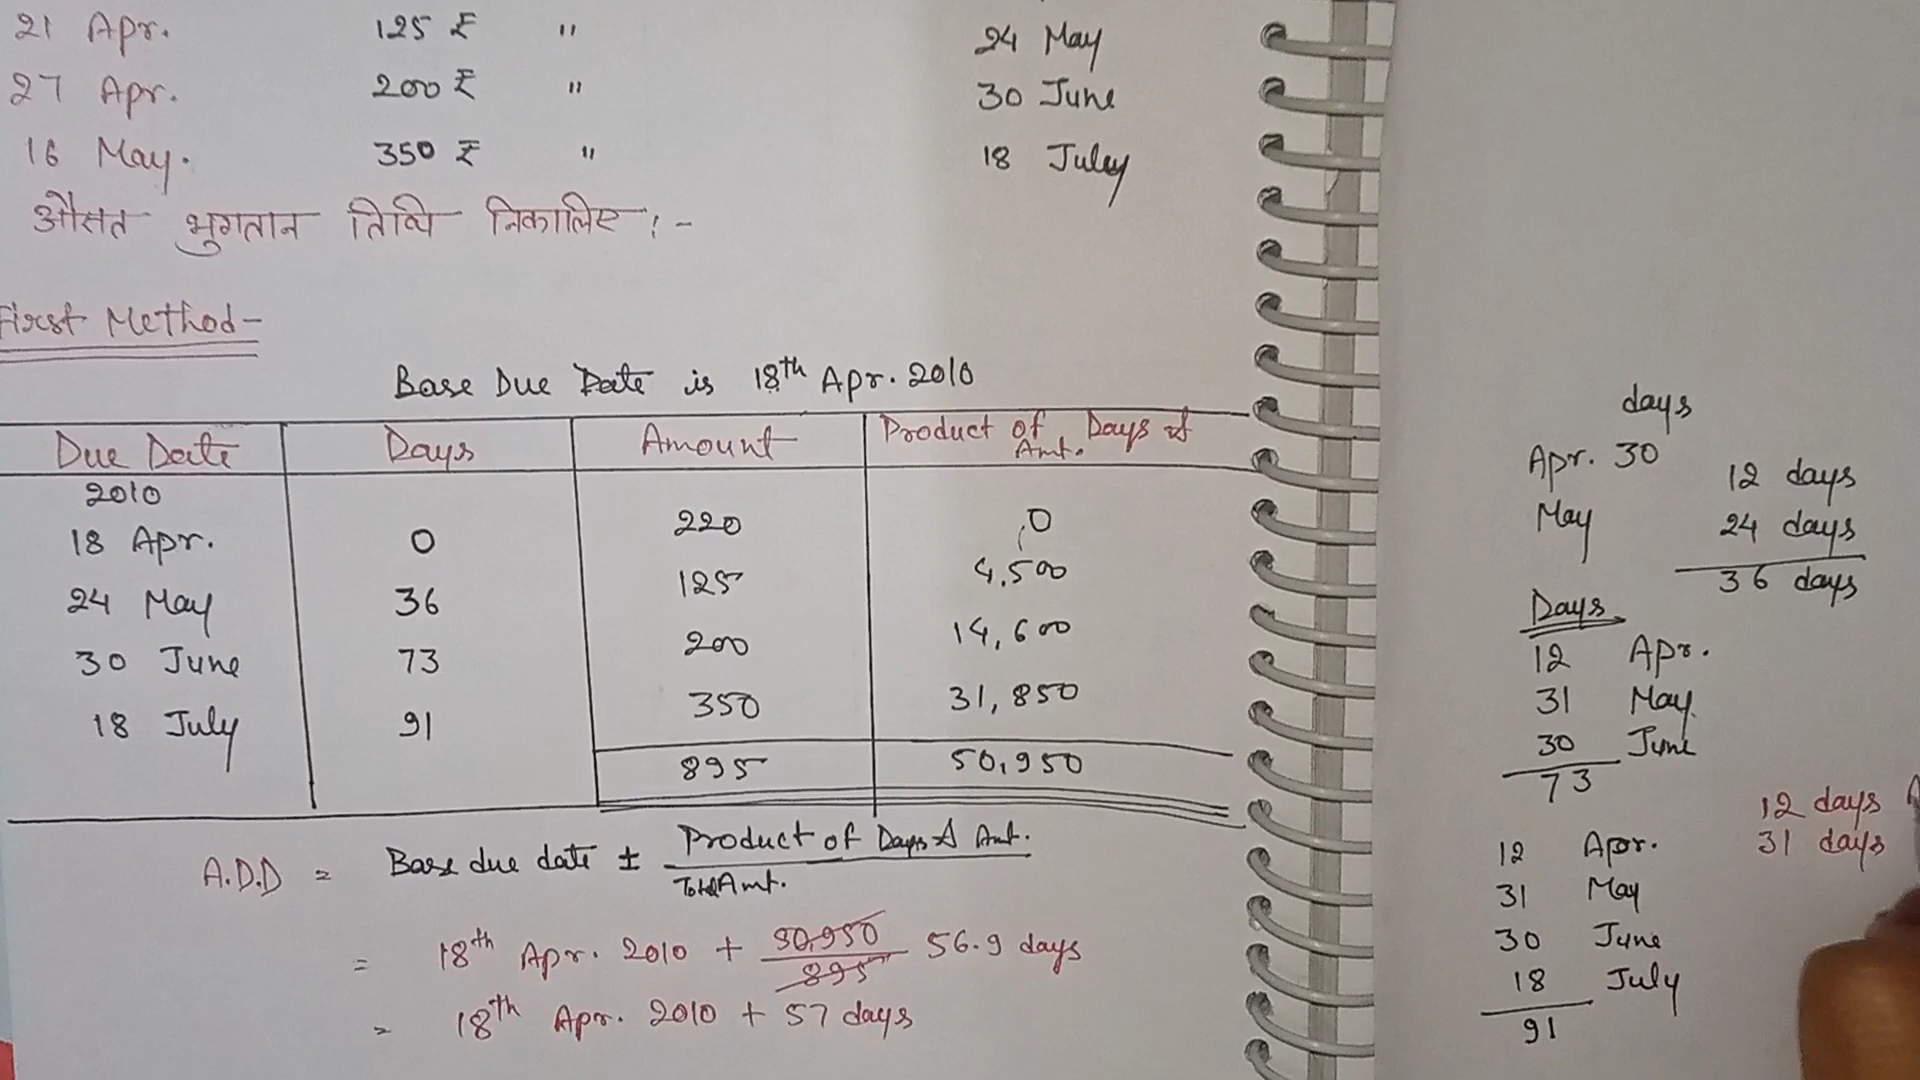 21 Apr. 125 ₹ " 24 May
27 Apr. 200 ₹ " 30 June
16 May. 350 ₹ " 18 Juley
औसत भुगतान तिथि निकालिए :-
First Method-
Base Due Date is 18th Apr. 2010
Due Date Days Amount Product of Days & Amt.
2010
18 Apr. 0 220 0
24 May 36 125 4,500
30 June 73 200 14,600
18 July 91 350 31,850
895 50,950
A.D.D = Base due date ± Product of Days & Amt.
Total Amt.
= 18th Apr. 2010 + 50,950 56.9 days
895
= 18th Apr. 2010 + 57 days
days
Apr. 30 12 days
May 24 days
36 days
Days
12 Apr.
31 May
30 June
73
12 days
31 days
12 Apr.
31 May
30 June
18 July
91